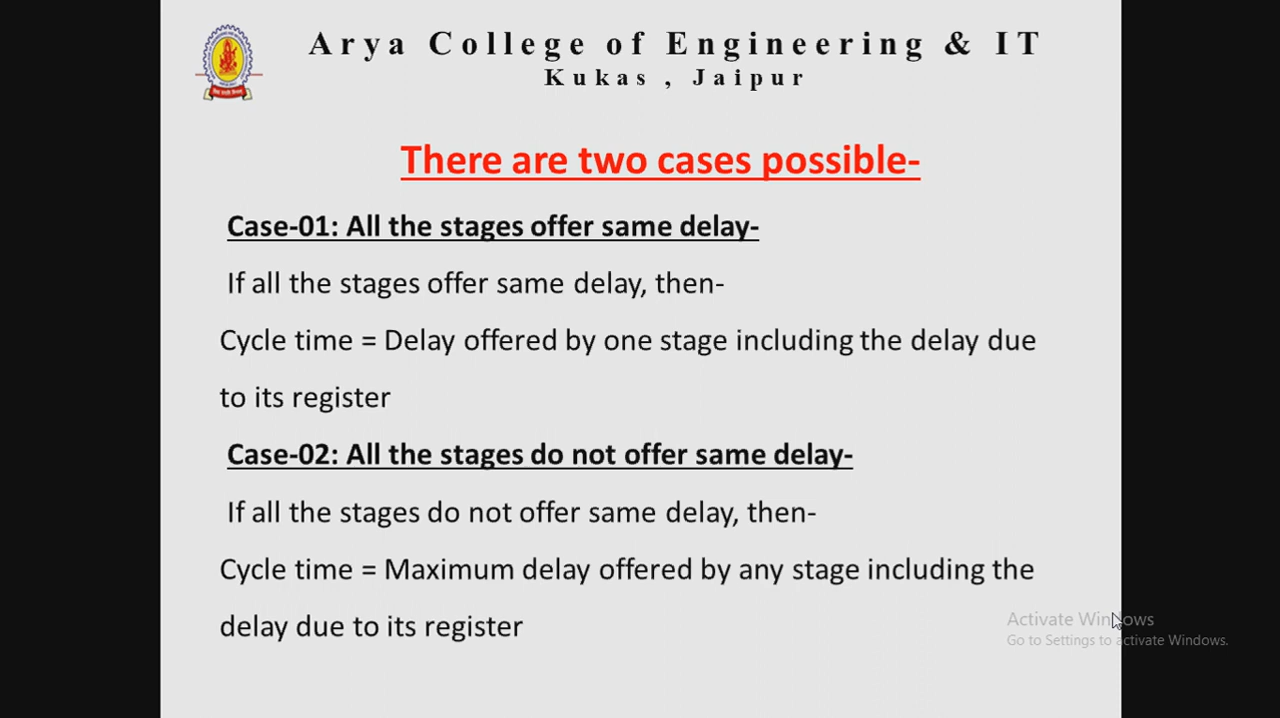 Arya College of Engineering & IT
Kukas , Jaipur
There are two cases possible-
Case-01: All the stages offer same delay-
If all the stages offer same delay, then-
Cycle time = Delay offered by one stage including the delay due
to its register
Case-02: All the stages do not offer same delay-
If all the stages do not offer same delay, then-
Cycle time = Maximum delay offered by any stage including the
delay due to its register
Activate Windows
Go to Settings to activate Windows.